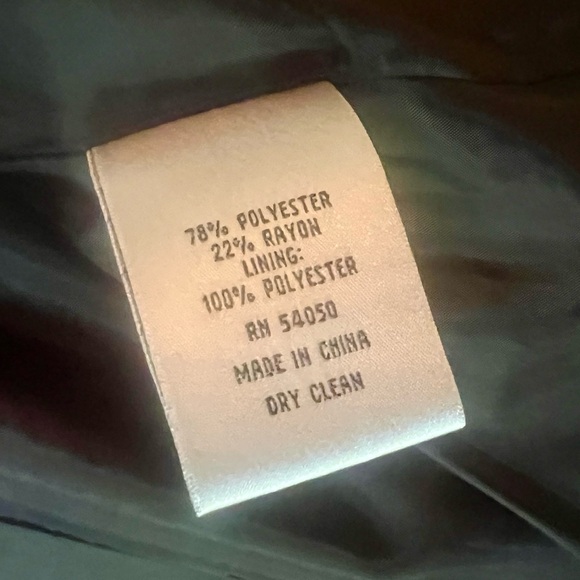 78% POLYESTER
22% RAYON
LINING:
100% POLYESTER
RN 54050
MADE IN CHINA
DRY CLEAN